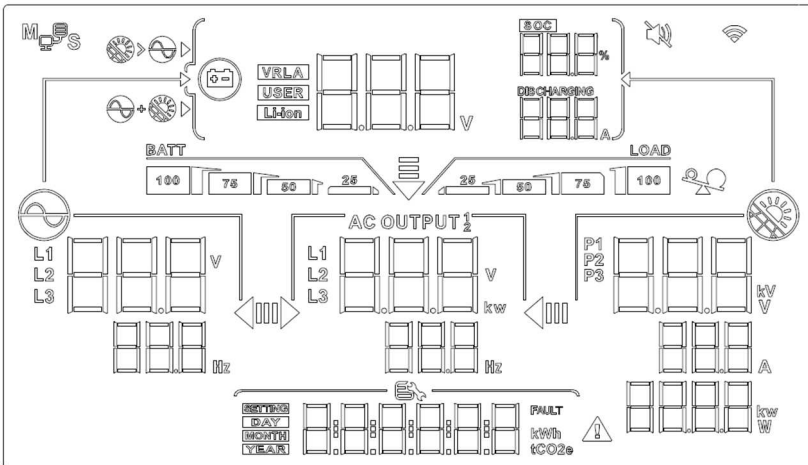 M S
SOC
%
VRLA
USER
Li-ion
V
DISCHARGING
A
BATT
LOAD
100 75 50 25
25 50 75 100
AC OUTPUT 1 2
L1
L2
L3
V
Hz
L1
L2
L3
V
kw
Hz
P1
P2
P3
kV
V
A
kw
W
SETTING
DAY
MONTH
YEAR
FAULT
kWh
tCO2e